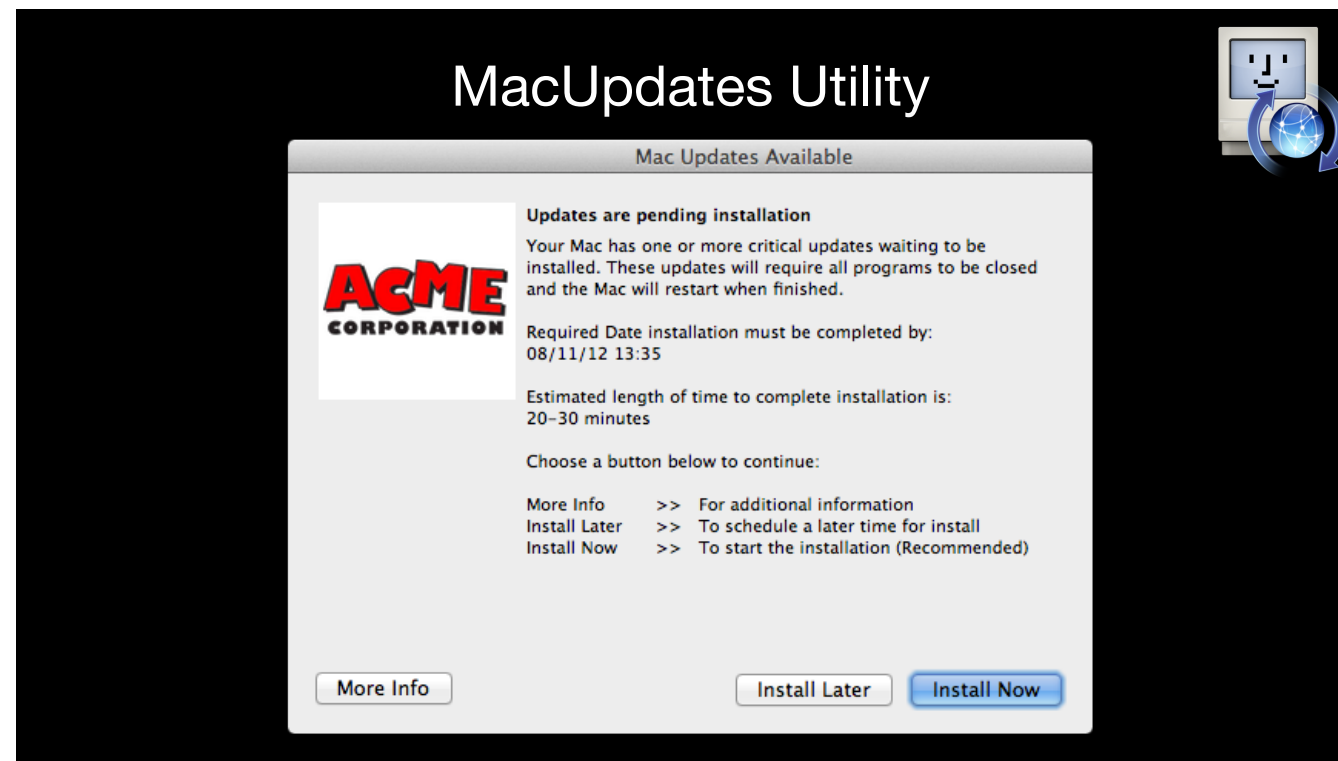 MacUpdates Utility
Mac Updates Available
ACME
CORPORATION
Updates are pending installation
Your Mac has one or more critical updates waiting to be
installed. These updates will require all programs to be closed
and the Mac will restart when finished.
Required Date installation must be completed by:
08/11/12 13:35
Estimated length of time to complete installation is:
20-30 minutes
Choose a button below to continue:
More Info >> For additional information
Install Later >> To schedule a later time for install
Install Now >> To start the installation (Recommended)
More Info
Install Later
Install Now